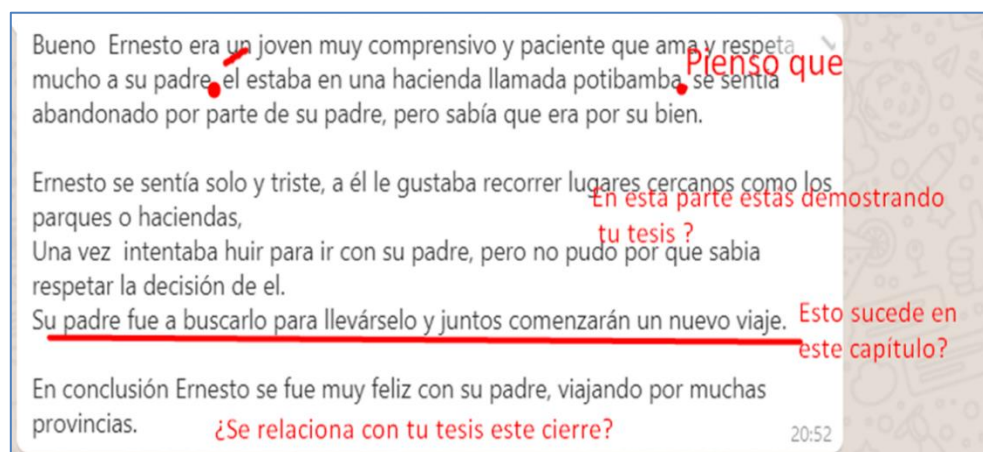 Bueno  Ernesto era un joven muy comprensivo y paciente que ama y respeta
Pienso que
mucho a su padre, el estaba en una hacienda llamada potibamba, se sentía
abandonado por parte de su padre, pero sabía que era por su bien.
Ernesto se sentía solo y triste, a él le gustaba recorrer lugares cercanos como los
En esta parte estás demostrando
parques o haciendas,
tu tesis ?
Una vez  intentaba huir para ir con su padre, pero no pudo por que sabia
respetar la decisión de el.
Su padre fue a buscarlo para llevárselo y juntos comenzarán un nuevo viaje.
Esto sucede en
este capítulo?
En conclusión Ernesto se fue muy feliz con su padre, viajando por muchas
provincias.
¿Se relaciona con tu tesis este cierre?
20:52